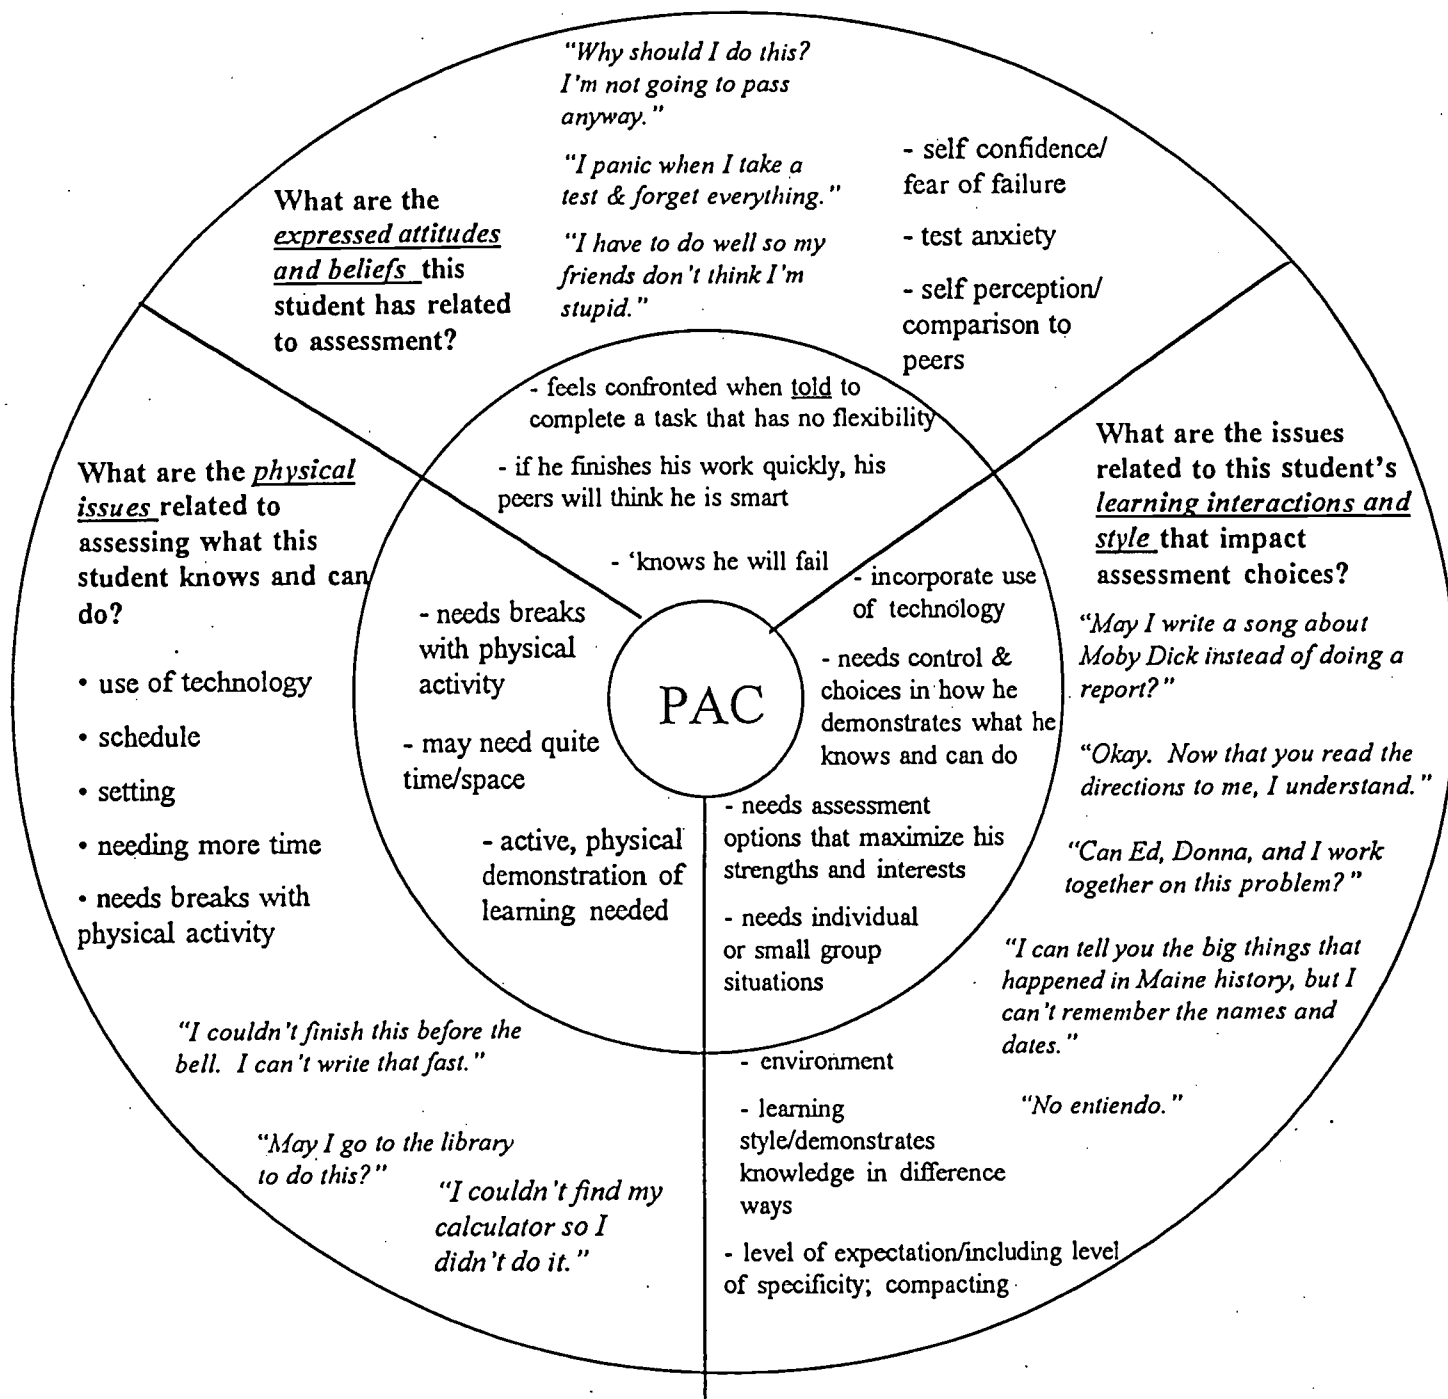 "Why should I do this?
I'm not going to pass
anyway."
"I panic when I take a
test & forget everything."
"I have to do well so my
friends don't think I'm
stupid."
- self confidence/
fear of failure
- test anxiety
- self perception/
comparison to
peers
What are the
expressed attitudes
and beliefs this
student has related
to assessment?
- feels confronted when told to
complete a task that has no flexibility
- if he finishes his work quickly, his
peers will think he is smart
- 'knows he will fail
What are the physical
issues related to
assessing what this
student knows and can
do?
• use of technology
• schedule
• setting
• needing more time
• needs breaks with
physical activity
- needs breaks
with physical
activity
- may need quite
time/space
- active, physical
demonstration of
learning needed
"I couldn't finish this before the
bell. I can't write that fast."
"May I go to the library
to do this?"
"I couldn't find my
calculator so I
didn't do it."
PAC
- incorporate use
of technology
- needs control &
choices in how he
demonstrates what he
knows and can do
- needs assessment
options that maximize his
strengths and interests
- needs individual
or small group
situations
What are the issues
related to this student's
learning interactions and
style that impact
assessment choices?
"May I write a song about
Moby Dick instead of doing a
report?"
"Okay. Now that you read the
directions to me, I understand."
"Can Ed, Donna, and I work
together on this problem?"
"I can tell you the big things that
happened in Maine history, but I
can't remember the names and
dates."
"No entiendo."
- environment
- learning
style/demonstrates
knowledge in difference
ways
- level of expectation/including level
of specificity; compacting